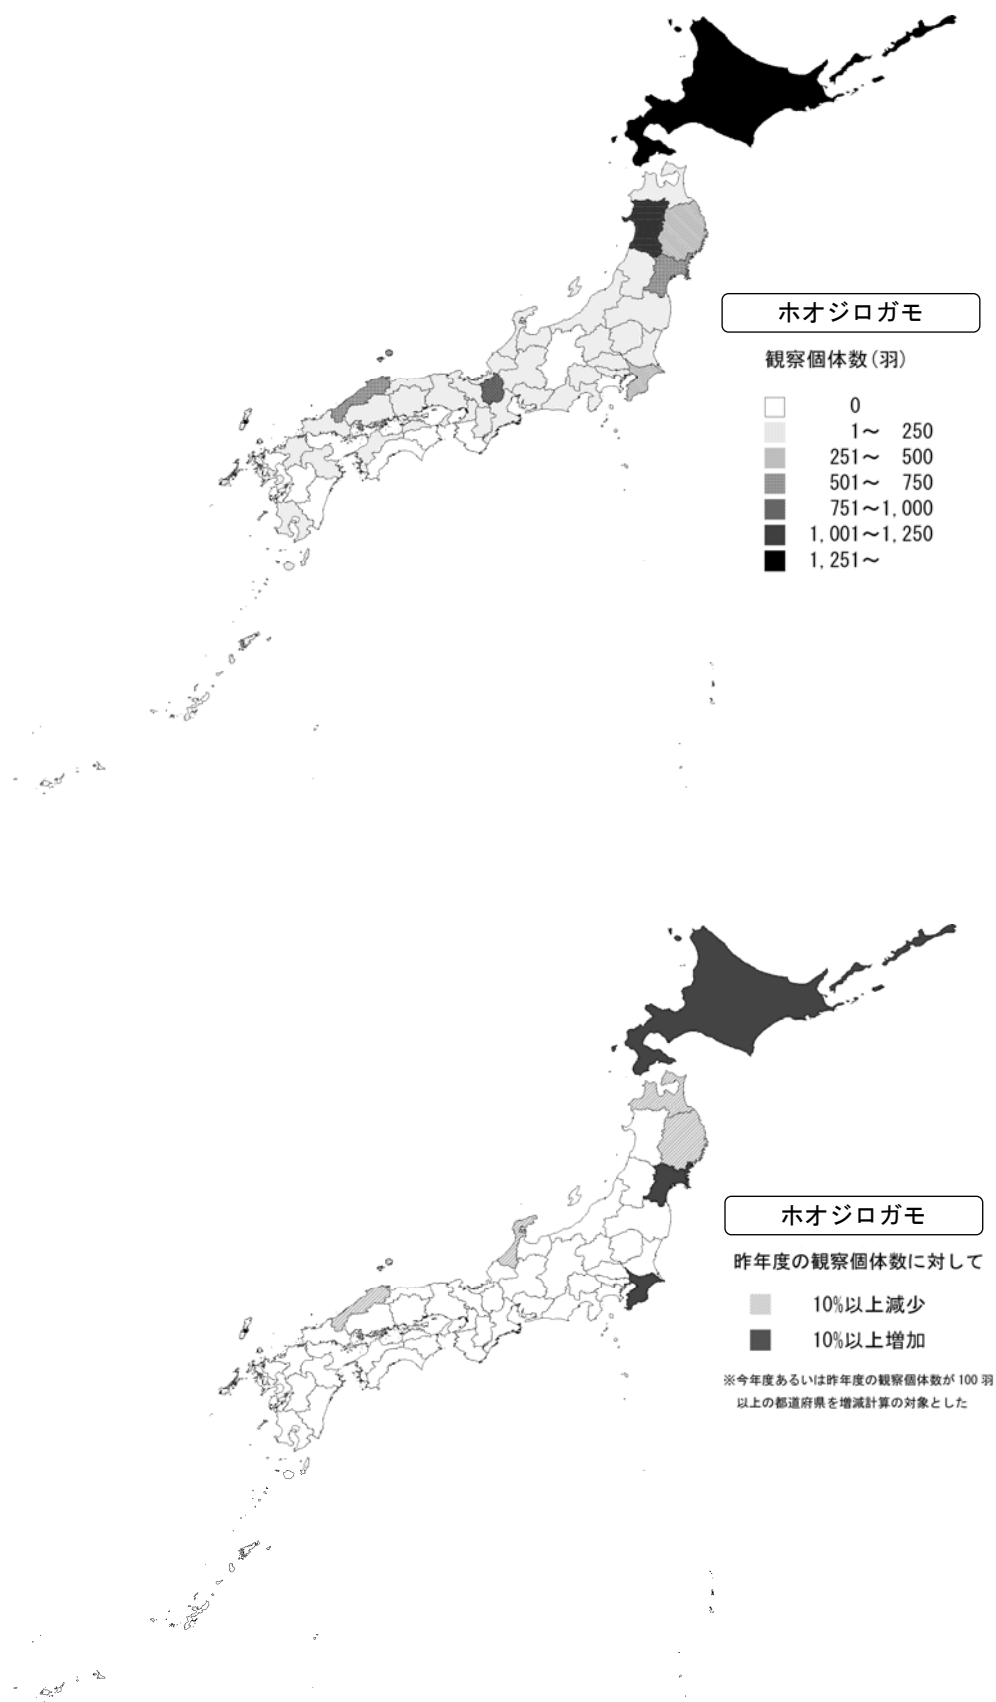 ホオジロガモ
観察個体数(羽)
0
1～ 250
251～ 500
501～ 750
751～1,000
1,001～1,250
1,251～
ホオジロガモ
昨年度の観察個体数に対して
10%以上減少
10%以上増加
※今年度あるいは昨年度の観察個体数が100羽
以上の都道府県を増減計算の対象とした